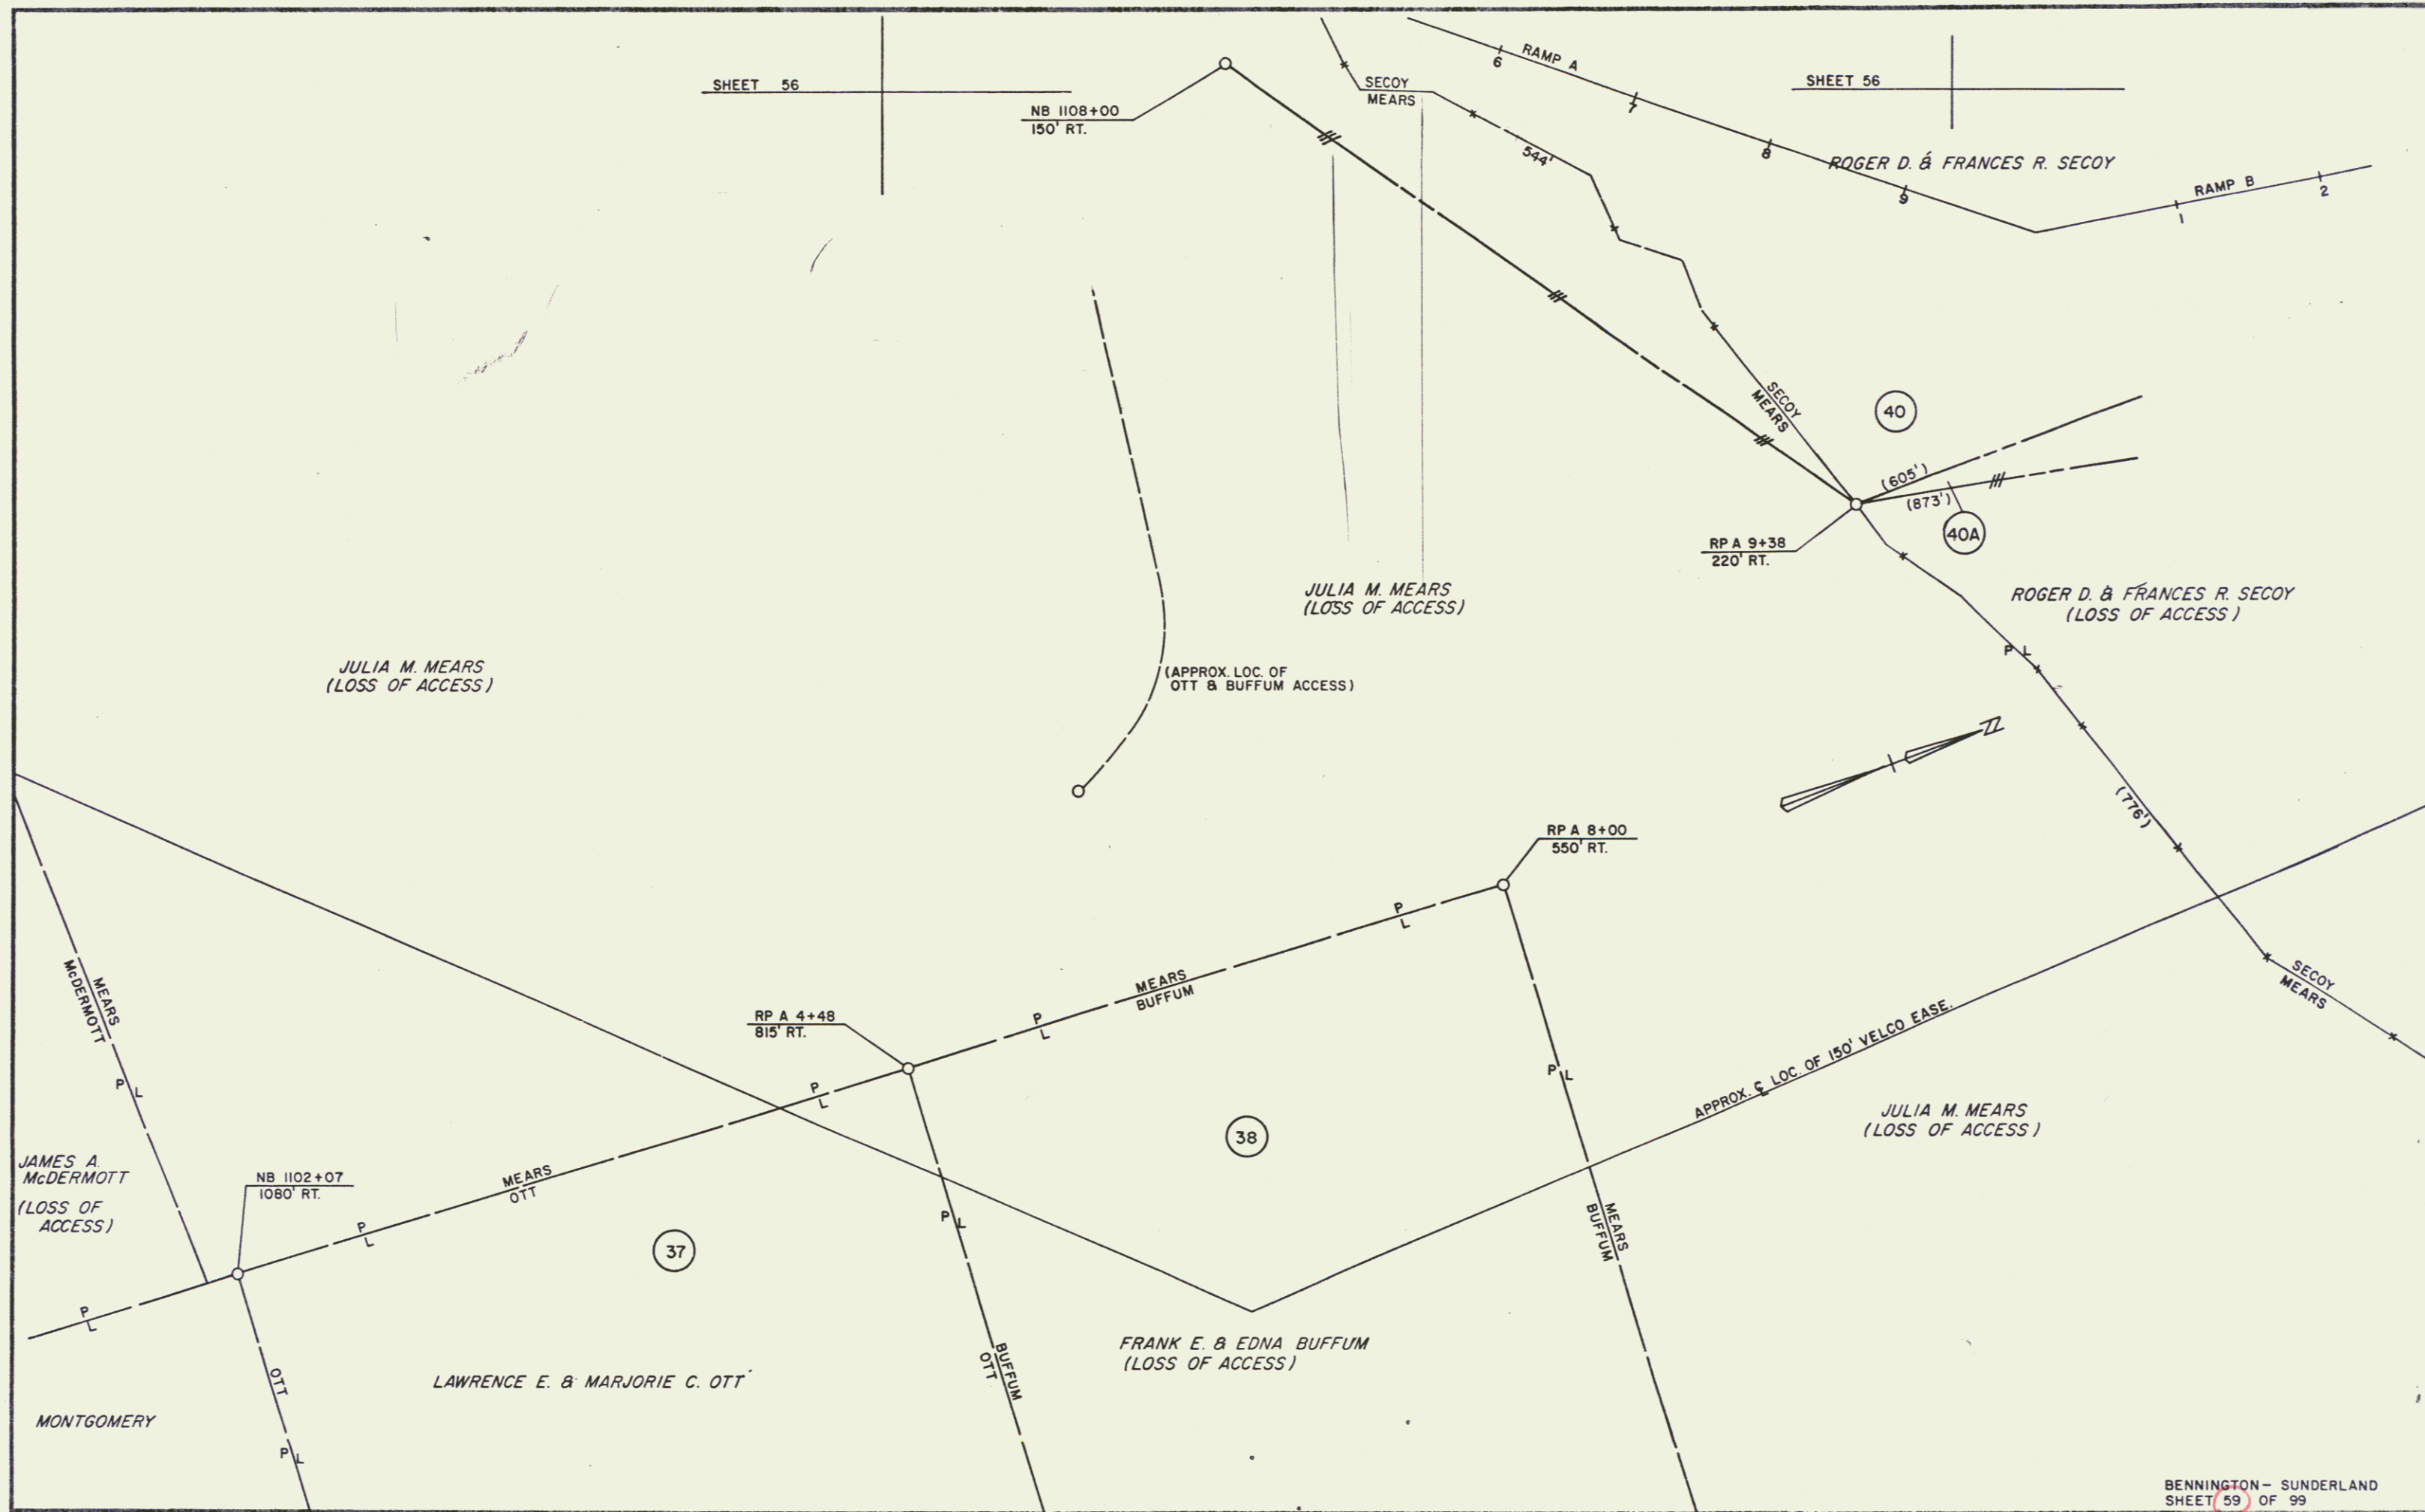 SHEET 56
NB 1108+00
150' RT.
SECOY
MEARS
544'
6
RAMP A
7
8
9
SHEET 56
ROGER D. & FRANCES R. SECOY
RAMP B
1
2
SECOY
MEARS
40
(605')
(873')
40A
RP A 9+38
220' RT.
JULIA M. MEARS
(LOSS OF ACCESS)
ROGER D. & FRANCES R. SECOY
(LOSS OF ACCESS)
P L
JULIA M. MEARS
(LOSS OF ACCESS)
(APPROX. LOC. OF
OTT & BUFFUM ACCESS)
N
(776')
RP A 8+00
550' RT.
P
L
MEARS
BUFFUM
P
L
RP A 4+48
815' RT.
P
L
MEARS
McDERMOTT
P L
SECOY
MEARS
APPROX. ℄ LOC. OF 150' VELCO EASE.
P L
JULIA M. MEARS
(LOSS OF ACCESS)
38
JAMES A.
McDERMOTT
(LOSS OF
ACCESS)
NB 1102+07
1080' RT.
MEARS
OTT
P
L
P L
MEARS
BUFFUM
37
P
L
FRANK E. & EDNA BUFFUM
(LOSS OF ACCESS)
BUFFUM
OTT
LAWRENCE E. & MARJORIE C. OTT
OTT
MONTGOMERY
P L
BENNINGTON - SUNDERLAND
SHEET 59 OF 99